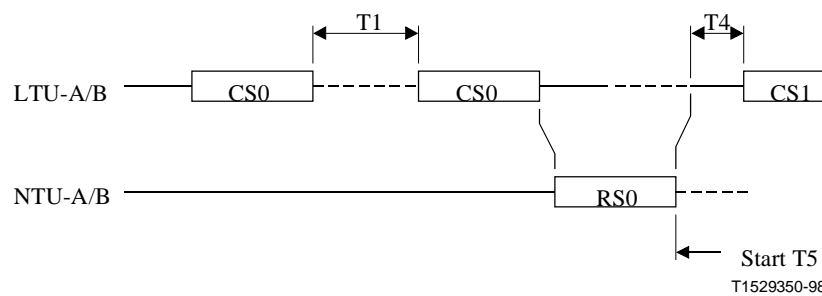 T1
T4
LTU-A/B
CS0
CS0
CS1
NTU-A/B
RS0
Start T5
T1529350-98